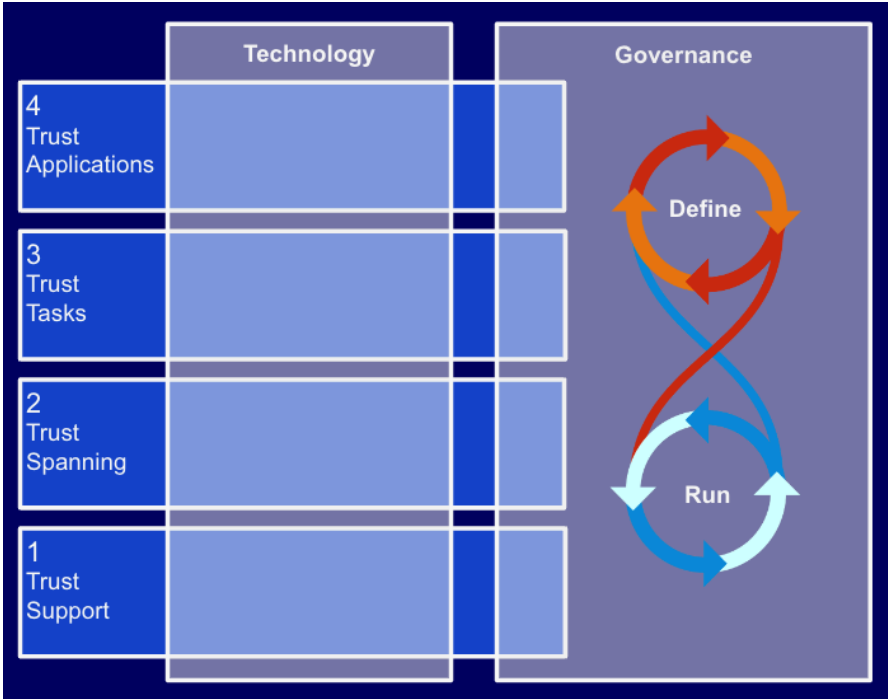 Technology
Governance
4
Trust
Applications
3
Trust
Tasks
2
Trust
Spanning
1
Trust
Support
Define
Run